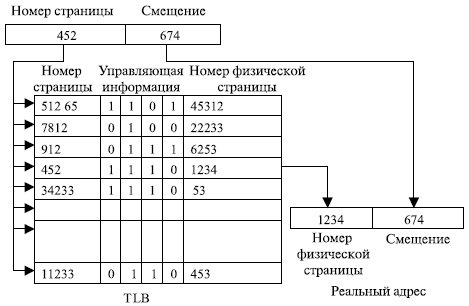 Номер страницы Смещение
452 674
Номер страницы Управляющая информация Номер физической страницы
512 65 1 1 0 1 45312
7812 0 1 0 0 22233
912 0 1 1 1 6253
452 1 1 1 0 1234
34233 1 1 1 0 53
11233 0 1 1 0 453
TLB
1234 674
Номер физической страницы Смещение
Реальный адрес